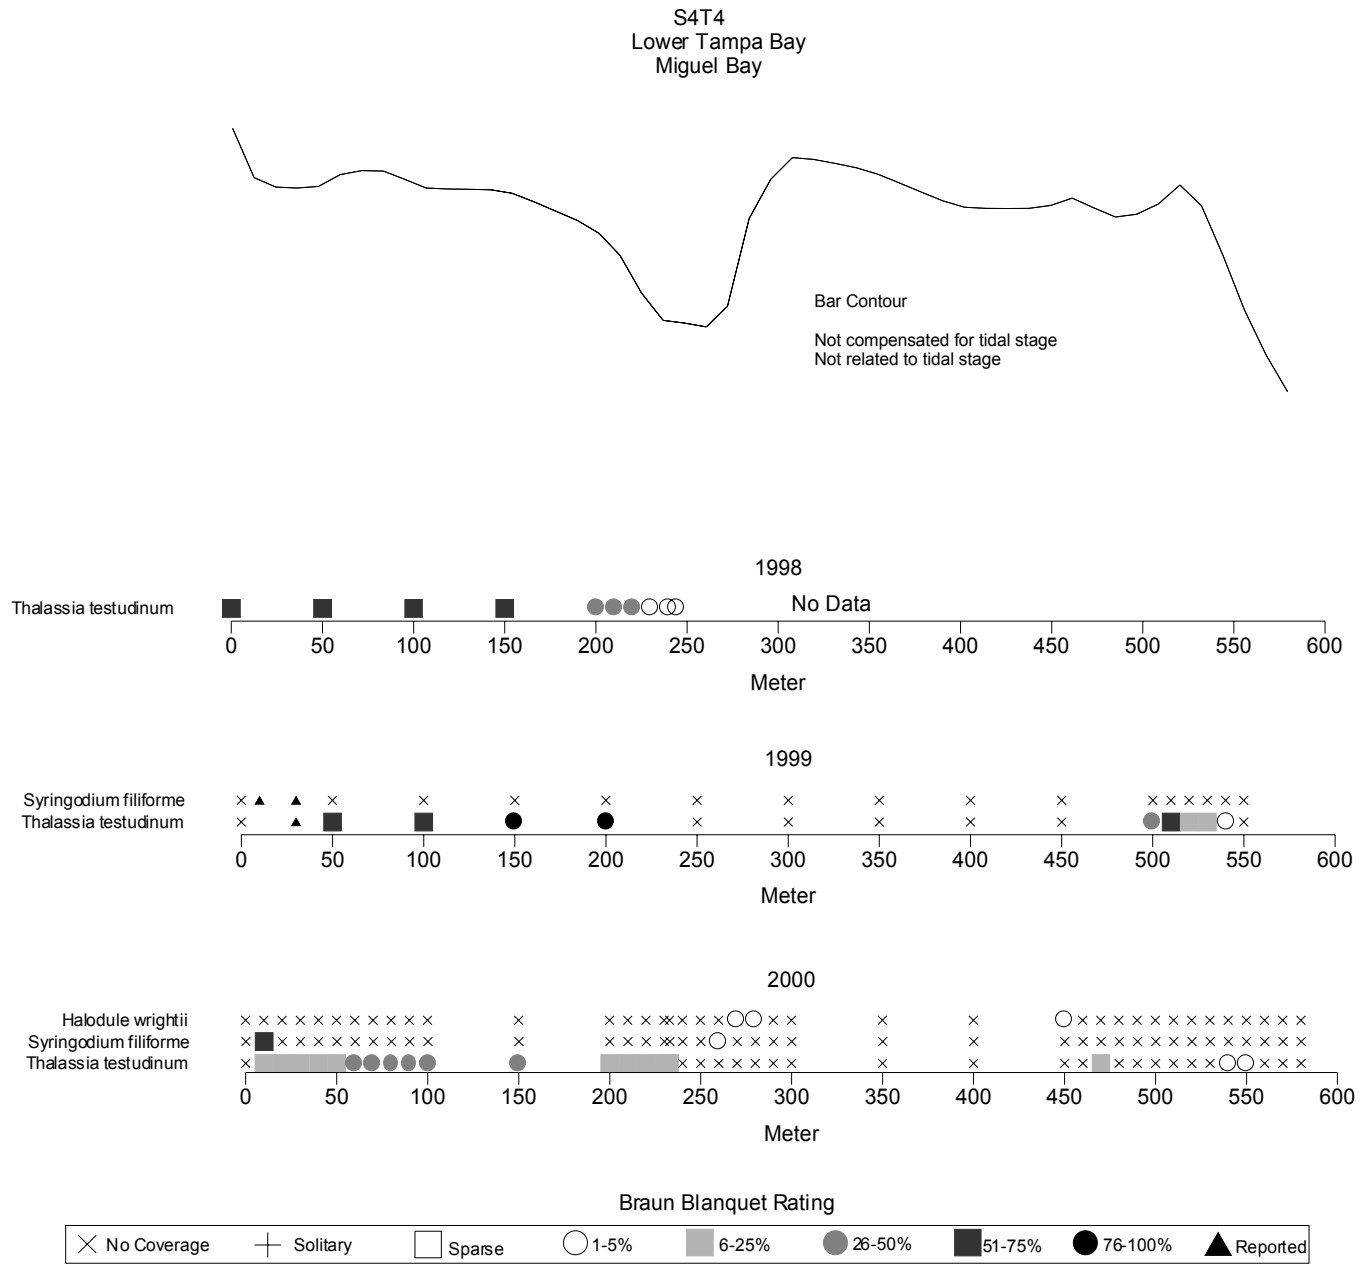 S4T4
Lower Tampa Bay
Miguel Bay
Bar Contour
Not compensated for tidal stage
Not related to tidal stage
1998
Thalassia testudinum
No Data
0 50 100 150 200 250 300 350 400 450 500 550 600
Meter
1999
Syringodium filiforme
Thalassia testudinum
0 50 100 150 200 250 300 350 400 450 500 550 600
Meter
2000
Halodule wrightii
Syringodium filiforme
Thalassia testudinum
0 50 100 150 200 250 300 350 400 450 500 550 600
Meter
Braun Blanquet Rating
No Coverage Solitary Sparse 1-5% 6-25% 26-50% 51-75% 76-100% Reported